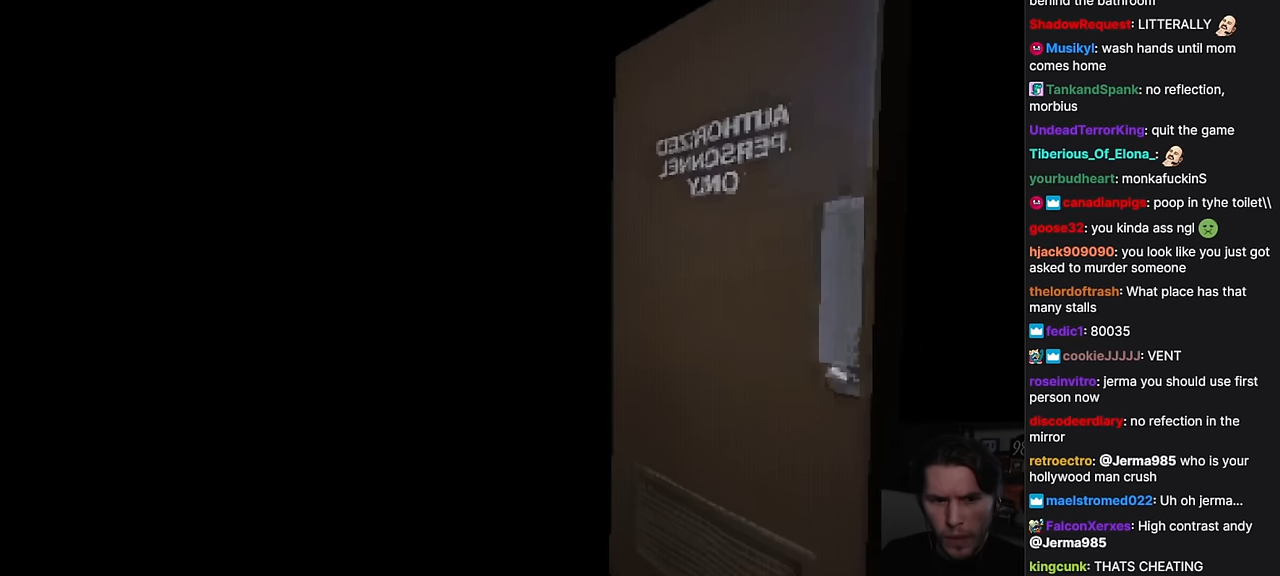 AUTHORIZED
PERSONNEL
ONLY
behind the bathroom
ShadowRequest: LITTERALLY
Musikyl: wash hands until mom
comes home
TankandSpank: no reflection,
morbius
UndeadTerrorKing: quit the game
Tiberious_Of_Elona_:
yourbudheart: monkafuckinS
canadianpigs: poop in tyhe toilet\\
goose32: you kinda ass ngl
hjack909090: you look like you just got
asked to murder someone
thelordoftrash: What place has that
many stalls
fedic1: 80035
cookieJJJJJ: VENT
roseinvitro: jerma you should use first
person now
discodeerdiary: no refection in the
mirror
retroectro: @Jerma985 who is your
hollywood man crush
maelstromed022: Uh oh jerma...
FalconXerxes: High contrast andy
@Jerma985
kingcunk: THATS CHEATING